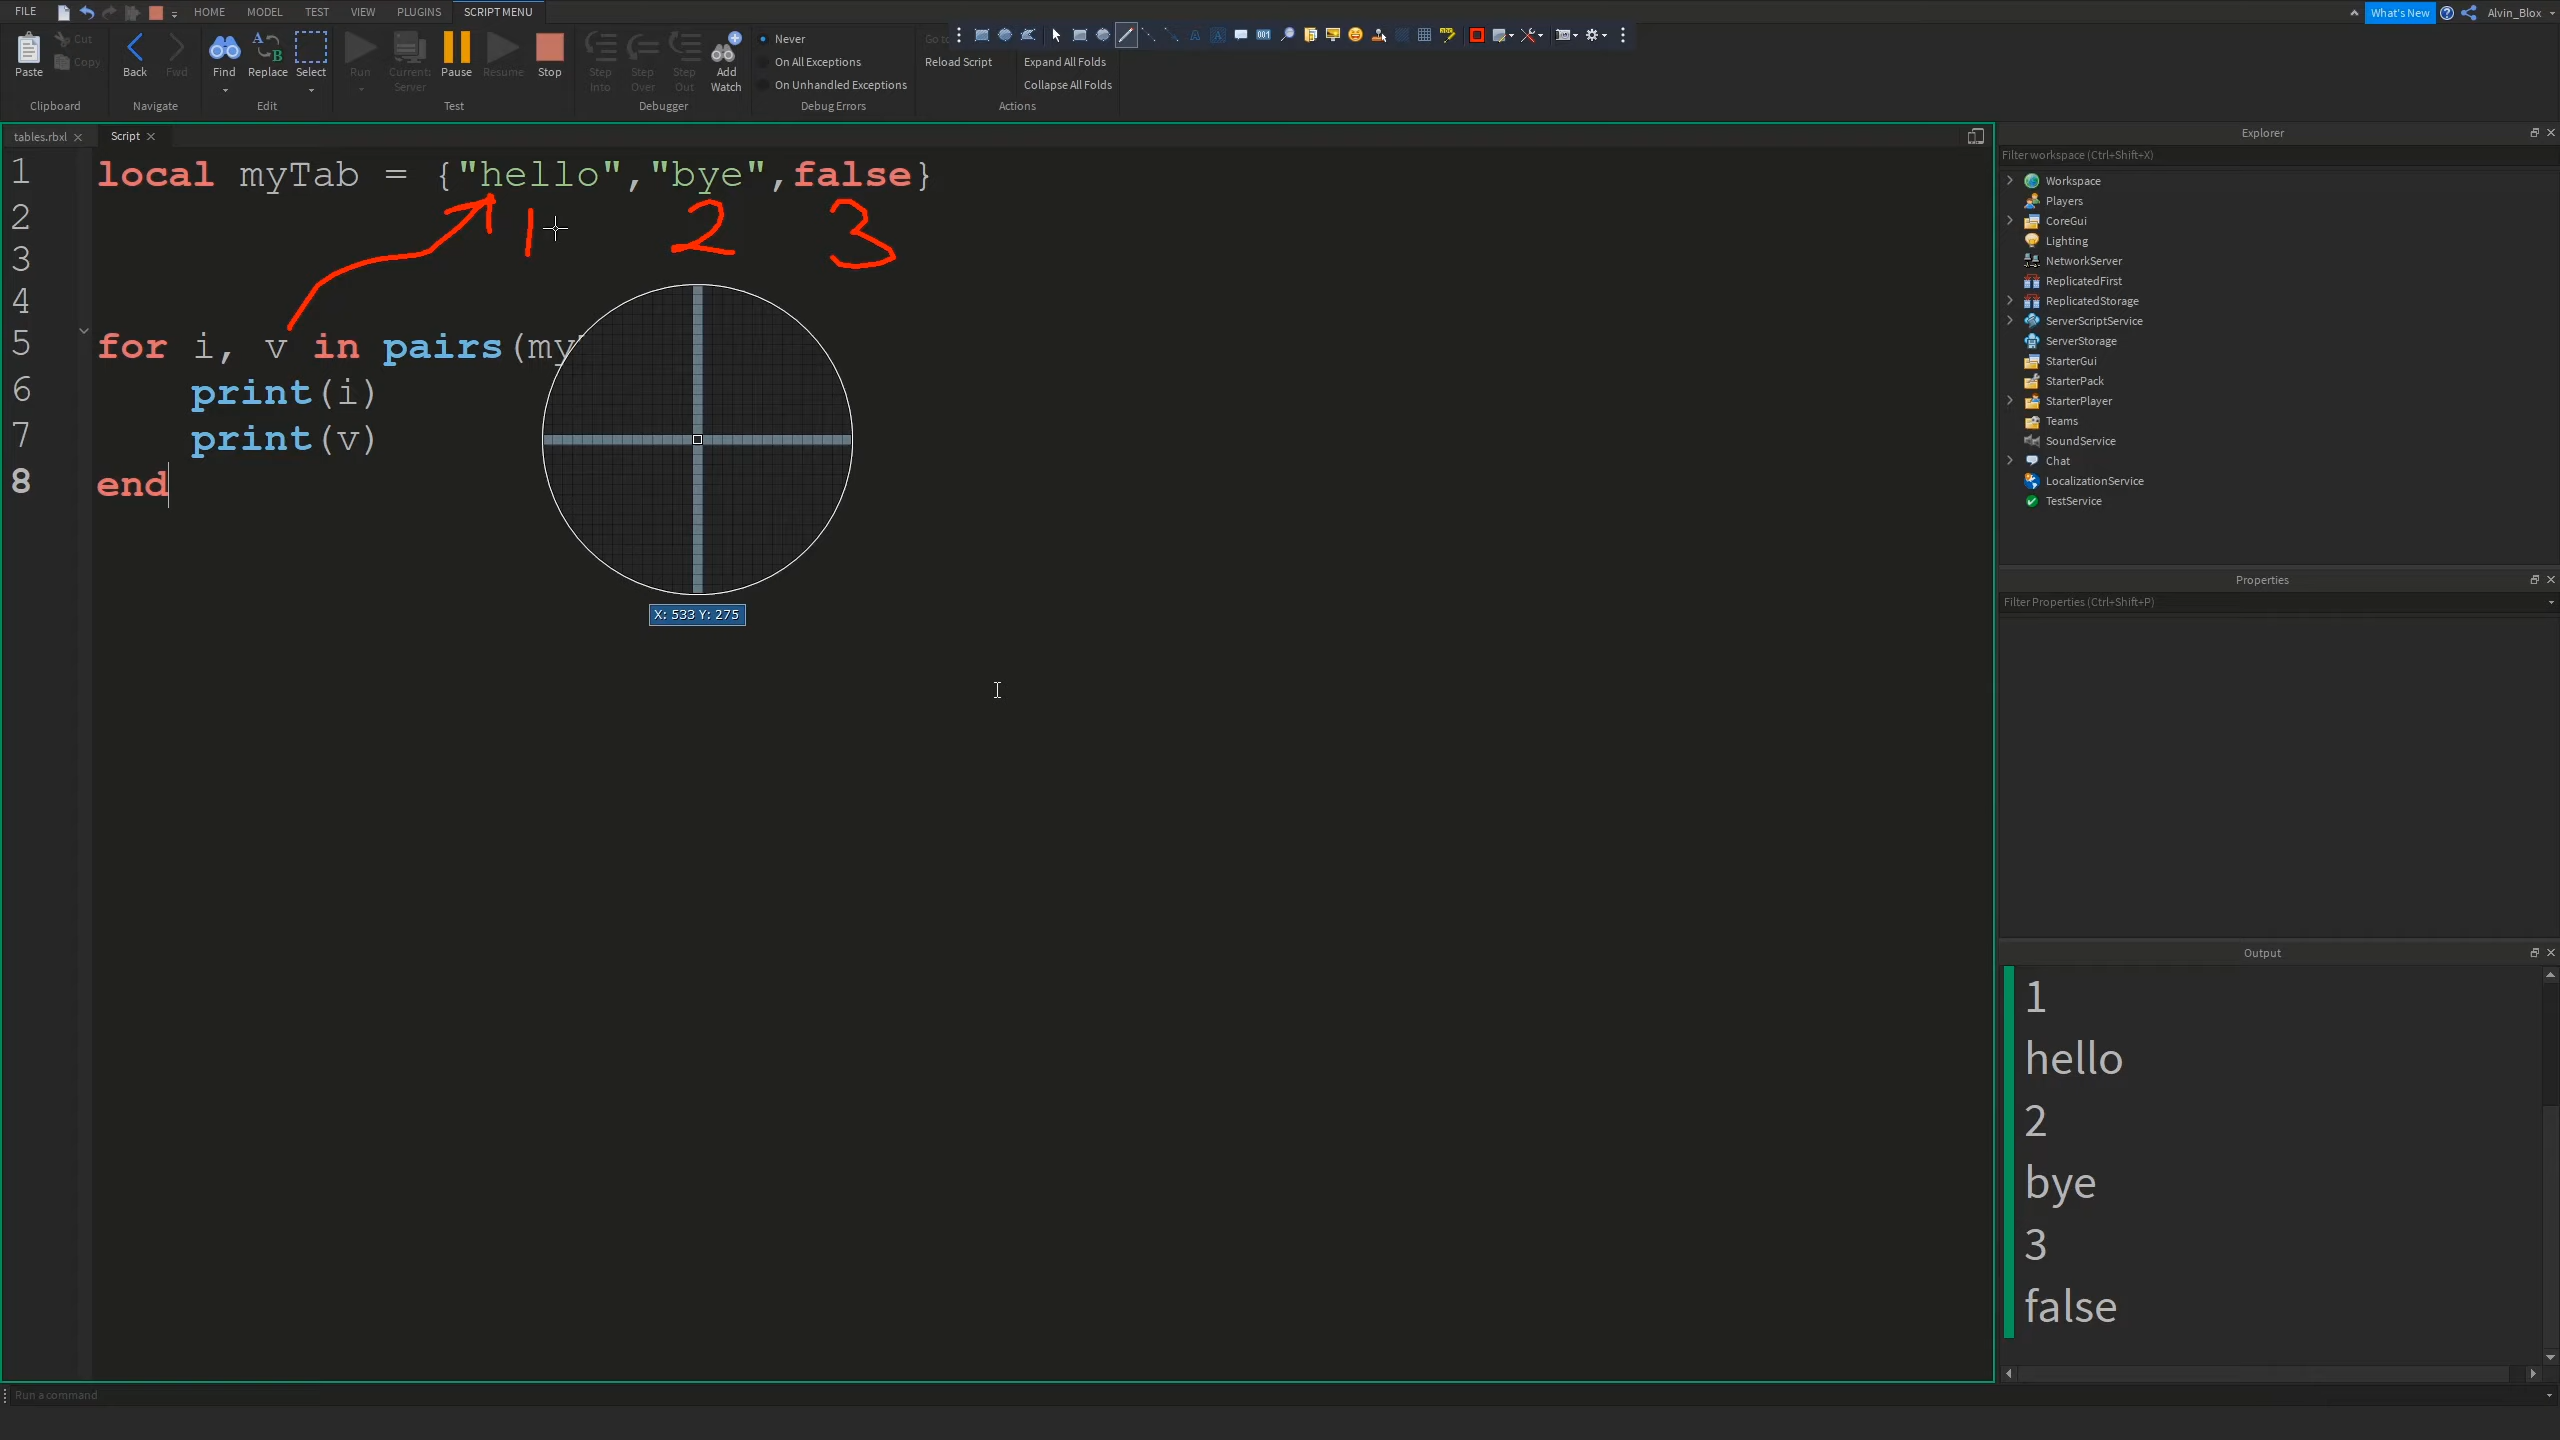 FILE HOME MODEL TEST VIEW PLUGINS SCRIPT MENU What's New Alvin_Blox
Paste Cut Copy Back Fwd Find Replace Select Run Current: Server Pause Resume Stop Step Into Step Over Step Out Add Watch
Never
On All Exceptions
On Unhandled Exceptions
Go to
Reload Script
Expand All Folds
Collapse All Folds
Clipboard Navigate Edit Test Debugger Debug Errors Actions
tables.rbxl Script
1 local myTab = {"hello","bye",false}
2
1 2 3
3
4
5 for i, v in pairs(my
6 print(i)
7 print(v)
8 end
X: 533 Y: 275
Explorer
Filter workspace (Ctrl+Shift+X)
Workspace
Players
CoreGui
Lighting
NetworkServer
ReplicatedFirst
ReplicatedStorage
ServerScriptService
ServerStorage
StarterGui
StarterPack
StarterPlayer
Teams
SoundService
Chat
LocalizationService
TestService
Properties
Filter Properties (Ctrl+Shift+P)
Output
1
hello
2
bye
3
false
Run a command